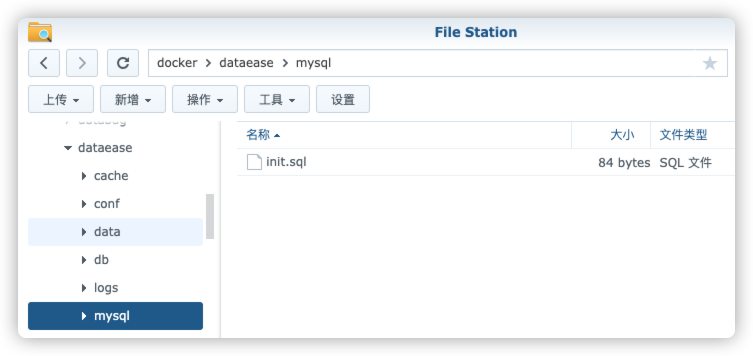 File Station
docker > dataease > mysql
上传 新增 操作 工具 设置
dataease
cache
conf
data
db
logs
mysql
名称 大小 文件类型
init.sql 84 bytes SQL 文件